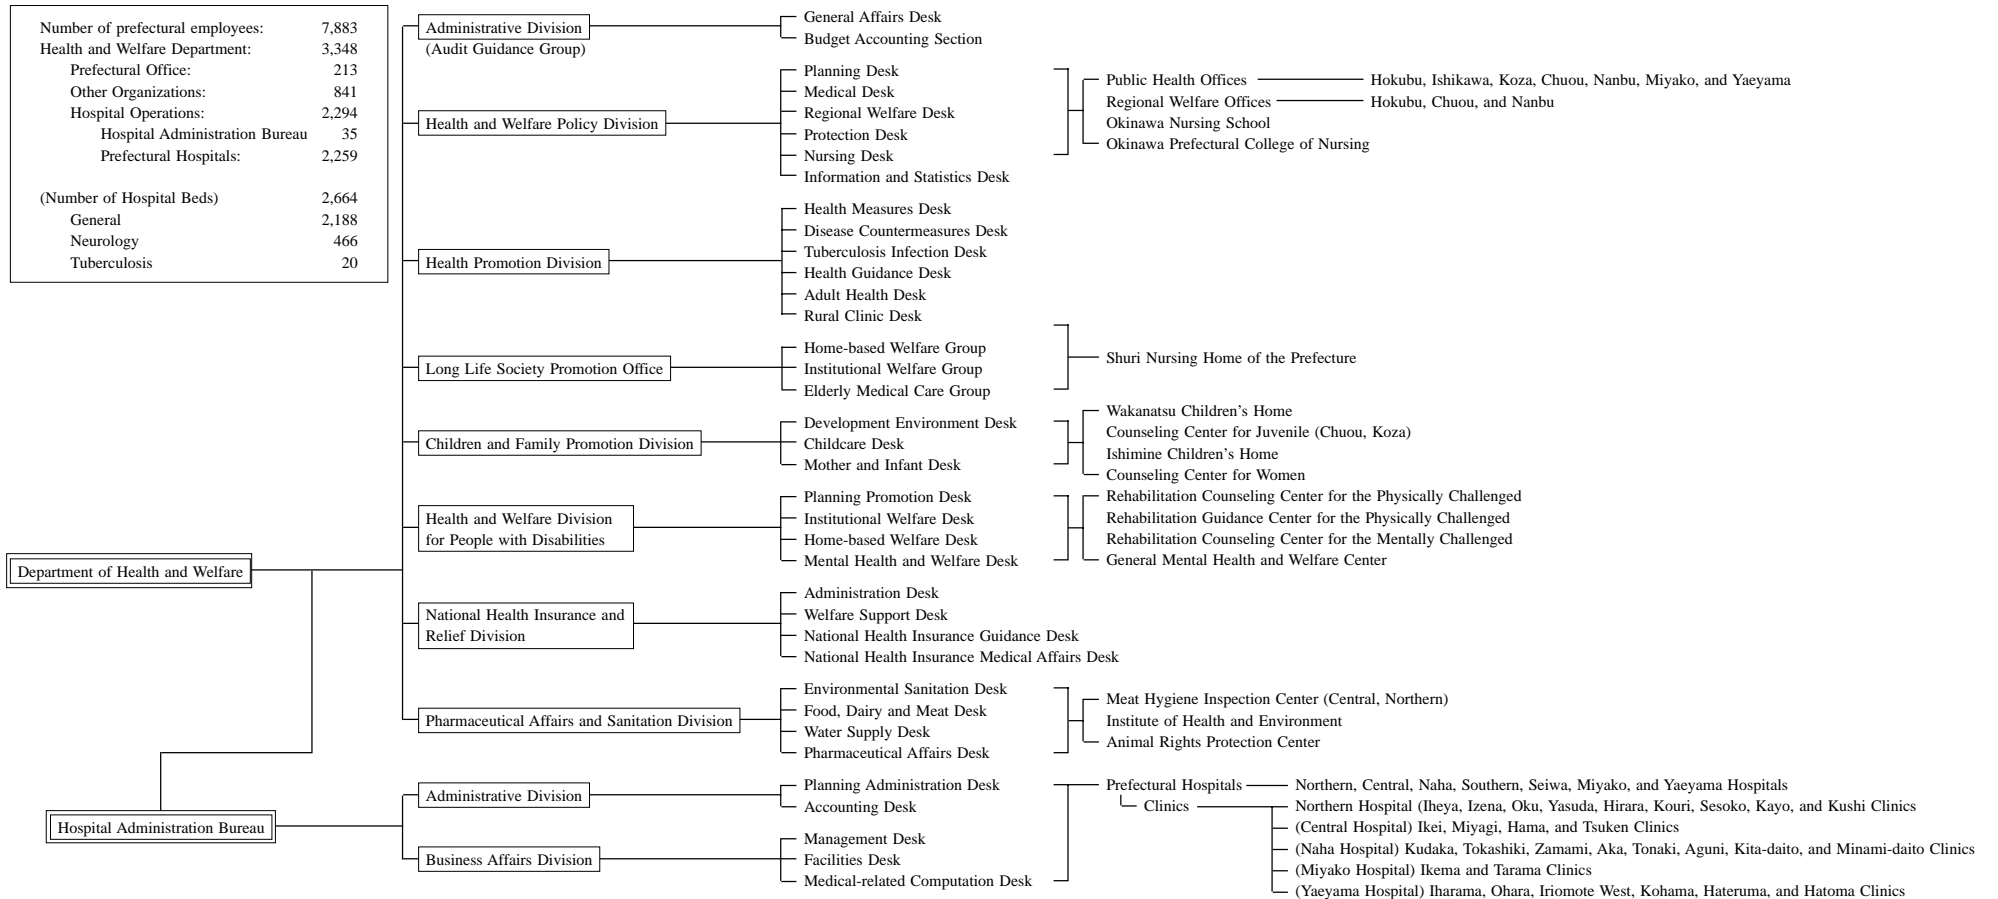 Number of prefectural employees: 7,883
Health and Welfare Department: 3,348
Prefectural Office: 213
Other Organizations: 841
Hospital Operations: 2,294
Hospital Administration Bureau 35
Prefectural Hospitals: 2,259
(Number of Hospital Beds) 2,664
General 2,188
Neurology 466
Tuberculosis 20
Department of Health and Welfare
Administrative Division
(Audit Guidance Group)
General Affairs Desk
Budget Accounting Section
Health and Welfare Policy Division
Planning Desk
Medical Desk
Regional Welfare Desk
Protection Desk
Nursing Desk
Information and Statistics Desk
Public Health Offices
Hokubu, Ishikawa, Koza, Chuou, Nanbu, Miyako, and Yaeyama
Regional Welfare Offices
Hokubu, Chuou, and Nanbu
Okinawa Nursing School
Okinawa Prefectural College of Nursing
Health Promotion Division
Health Measures Desk
Disease Countermeasures Desk
Tuberculosis Infection Desk
Health Guidance Desk
Adult Health Desk
Rural Clinic Desk
Long Life Society Promotion Office
Home-based Welfare Group
Institutional Welfare Group
Elderly Medical Care Group
Shuri Nursing Home of the Prefecture
Children and Family Promotion Division
Development Environment Desk
Childcare Desk
Mother and Infant Desk
Wakanatsu Children's Home
Counseling Center for Juvenile (Chuou, Koza)
Ishimine Children's Home
Counseling Center for Women
Health and Welfare Division
for People with Disabilities
Planning Promotion Desk
Institutional Welfare Desk
Home-based Welfare Desk
Mental Health and Welfare Desk
Rehabilitation Counseling Center for the Physically Challenged
Rehabilitation Guidance Center for the Physically Challenged
Rehabilitation Counseling Center for the Mentally Challenged
General Mental Health and Welfare Center
National Health Insurance and
Relief Division
Administration Desk
Welfare Support Desk
National Health Insurance Guidance Desk
National Health Insurance Medical Affairs Desk
Pharmaceutical Affairs and Sanitation Division
Environmental Sanitation Desk
Food, Dairy and Meat Desk
Water Supply Desk
Pharmaceutical Affairs Desk
Meat Hygiene Inspection Center (Central, Northern)
Institute of Health and Environment
Animal Rights Protection Center
Hospital Administration Bureau
Administrative Division
Planning Administration Desk
Accounting Desk
Business Affairs Division
Management Desk
Facilities Desk
Medical-related Computation Desk
Prefectural Hospitals
Northern, Central, Naha, Southern, Seiwa, Miyako, and Yaeyama Hospitals
Clinics
Northern Hospital (Iheya, Izena, Oku, Yasuda, Hirara, Kouri, Sesoko, Kayo, and Kushi Clinics
(Central Hospital) Ikei, Miyagi, Hama, and Tsuken Clinics
(Naha Hospital) Kudaka, Tokashiki, Zamami, Aka, Tonaki, Aguni, Kita-daito, and Minami-daito Clinics
(Miyako Hospital) Ikema and Tarama Clinics
(Yaeyama Hospital) Iharama, Ohara, Iriomote West, Kohama, Hateruma, and Hatoma Clinics